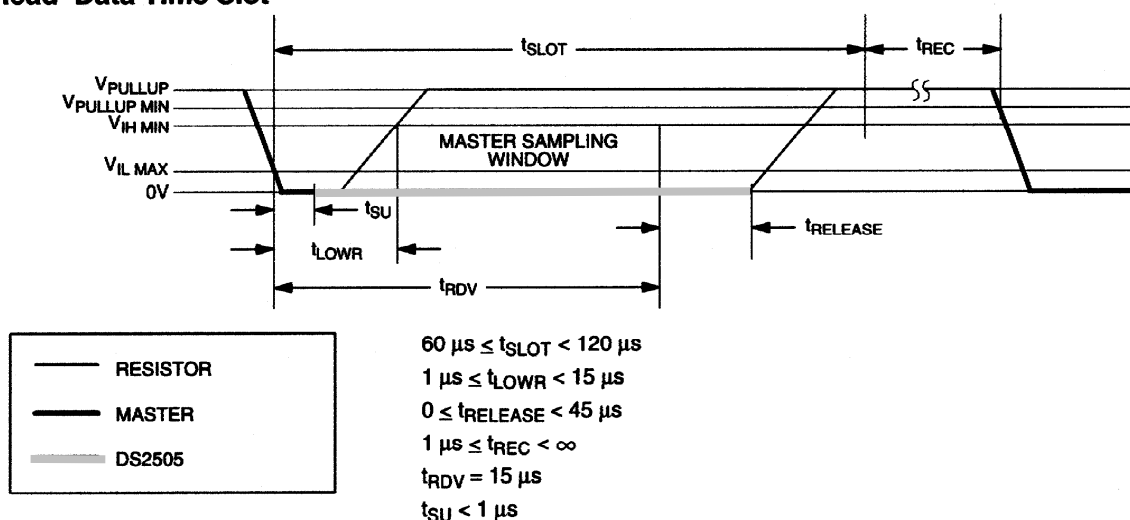 Read-Data Time Slot
tSLOT
tREC
VPULLUP
VPULLUP MIN
VIH MIN
MASTER SAMPLING
WINDOW
VIL MAX
0V
tSU
tRELEASE
tLOWR
tRDV
RESISTOR
MASTER
DS2505
60 μs ≤ tSLOT < 120 μs
1 μs ≤ tLOWR < 15 μs
0 ≤ tRELEASE < 45 μs
1 μs ≤ tREC < ∞
tRDV = 15 μs
tSU < 1 μs